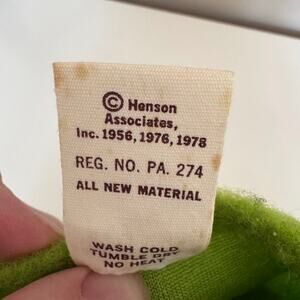 © Henson
Associates,
Inc. 1956, 1976, 1978
REG. NO. PA. 274
ALL NEW MATERIAL
WASH COLD
TUMBLE DRY
NO HEAT